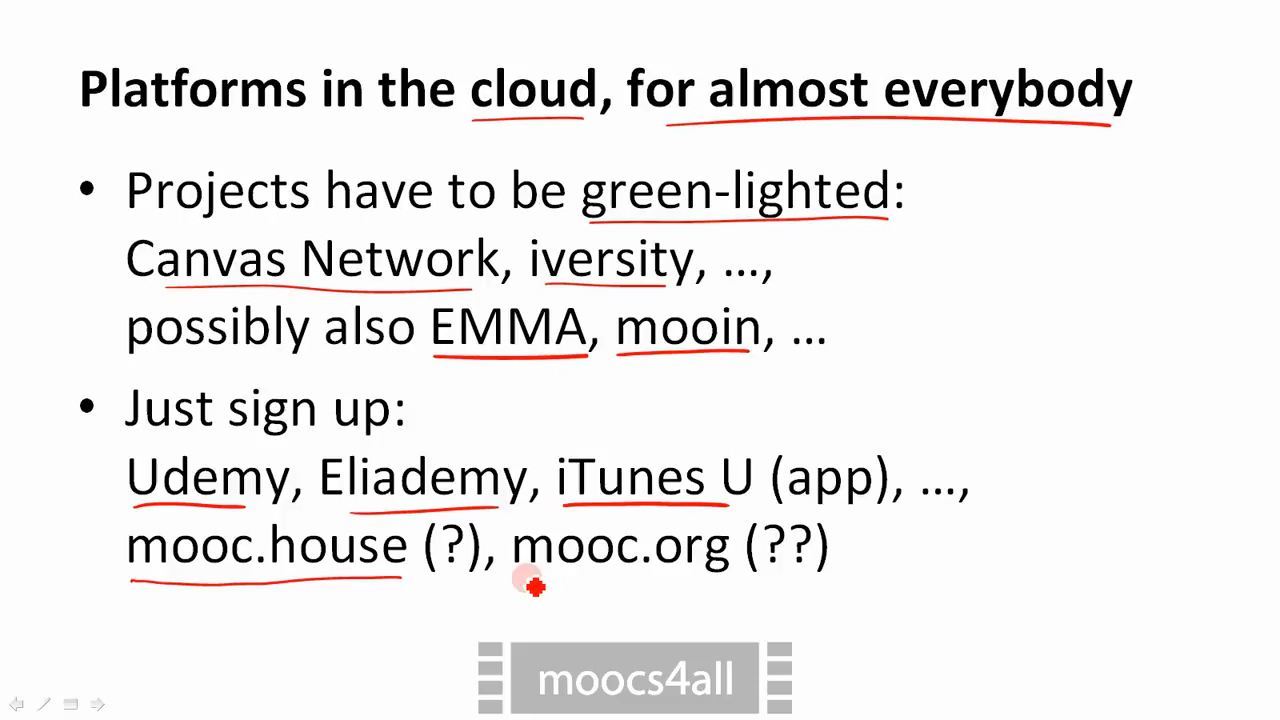 Platforms in the cloud, for almost everybody
• Projects have to be green-lighted:
Canvas Network, iversity, …,
possibly also EMMA, mooin, …
• Just sign up:
Udemy, Eliademy, iTunes U (app), …,
mooc.house (?), mooc.org (??)
moocs4all